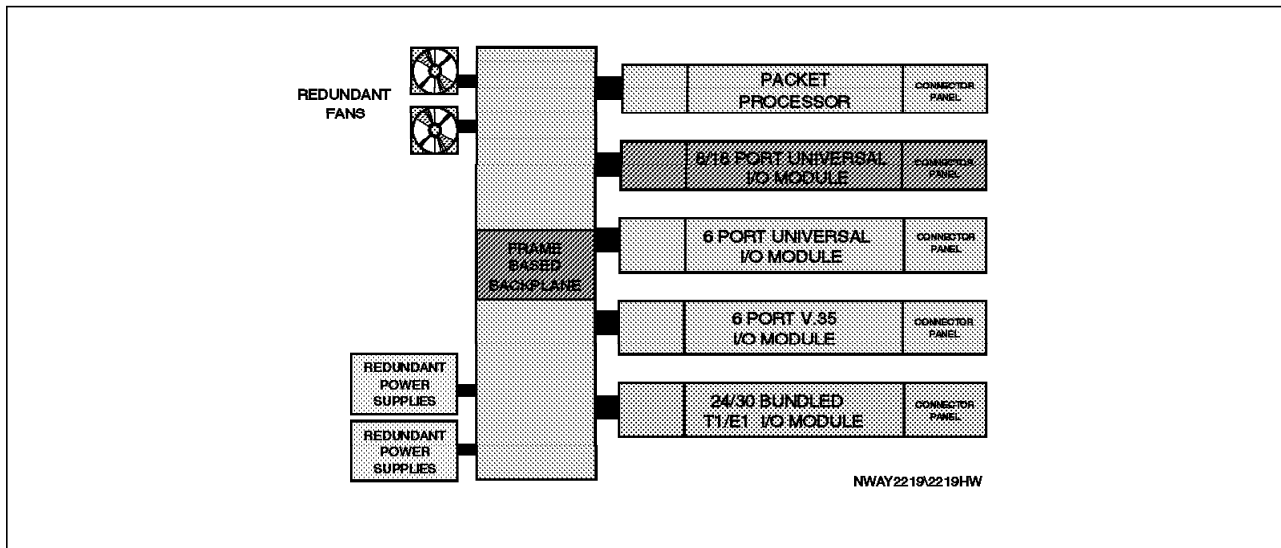 REDUNDANT
FANS
PACKET
PROCESSOR
CONNECTOR
PANEL
8/18 PORT UNIVERSAL
I/O MODULE
CONNECTOR
PANEL
6 PORT UNIVERSAL
I/O MODULE
CONNECTOR
PANEL
FRAME
BASED
BACKPLANE
6 PORT V.35
I/O MODULE
CONNECTOR
PANEL
REDUNDANT
POWER
SUPPLIES
24/30 BUNDLED
T1/E1 I/O MODULE
CONNECTOR
PANEL
REDUNDANT
POWER
SUPPLIES
NWAY2219\2219HW